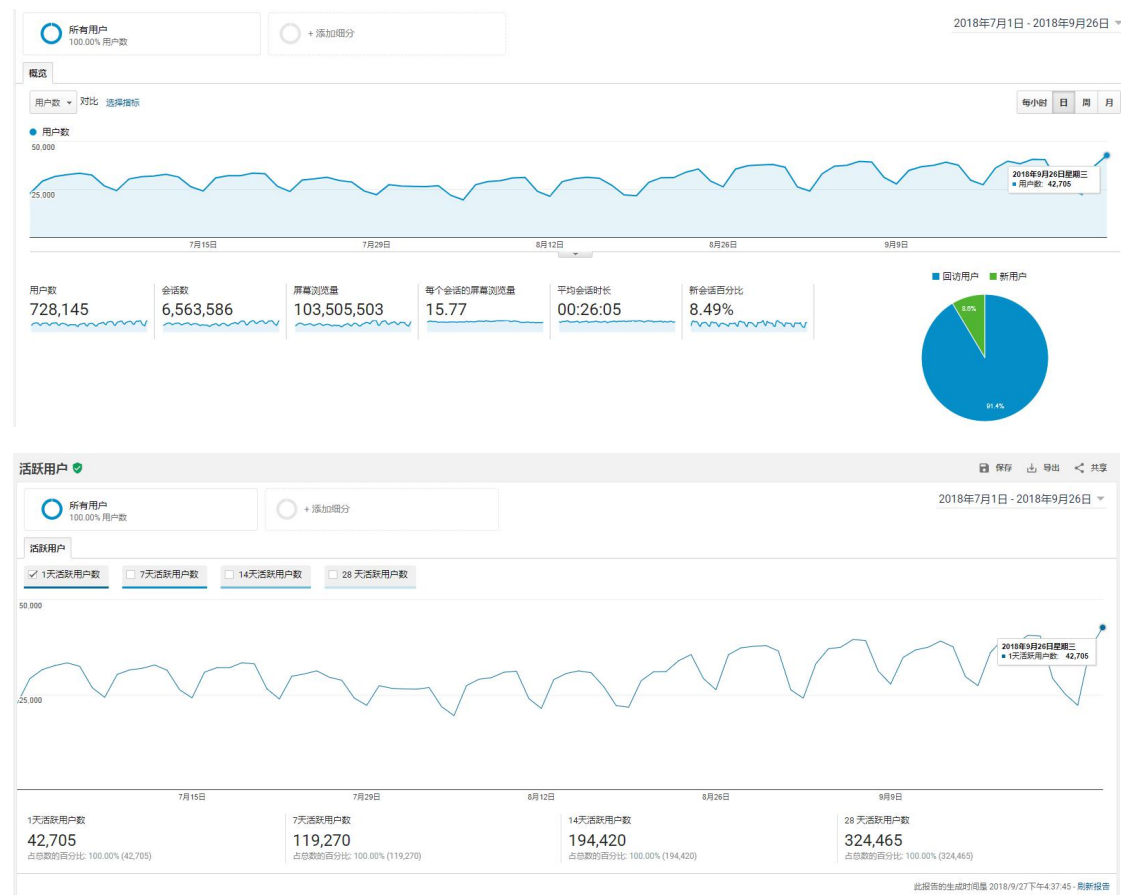 所有用户
100.00% 用户数
+ 添加细分
2018年7月1日 - 2018年9月26日
概览
用户数 对比 选择指标
每小时 日 周 月
用户数
50,000
25,000
2018年9月26日星期三
用户数: 42,705
7月15日 7月29日 8月12日 8月26日 9月9日
回访用户 新用户
用户数 会话数 屏幕浏览量 每个会话的屏幕浏览量 平均会话时长 新会话百分比
728,145 6,563,586 103,505,503 15.77 00:26:05 8.49%
8.6%
91.4%
活跃用户
保存 导出 共享
所有用户
100.00% 用户数
+ 添加细分
2018年7月1日 - 2018年9月26日
活跃用户
1天活跃用户数 7天活跃用户数 14天活跃用户数 28 天活跃用户数
50,000
25,000
2018年9月26日星期三
1天活跃用户数: 42,705
7月15日 7月29日 8月12日 8月26日 9月9日
1天活跃用户数 7天活跃用户数 14天活跃用户数 28 天活跃用户数
42,705 119,270 194,420 324,465
占总数的百分比: 100.00% (42,705) 占总数的百分比: 100.00% (119,270) 占总数的百分比: 100.00% (194,420) 占总数的百分比: 100.00% (324,465)
此报告的生成时间是 2018/9/27下午4:37:45 - 刷新报告